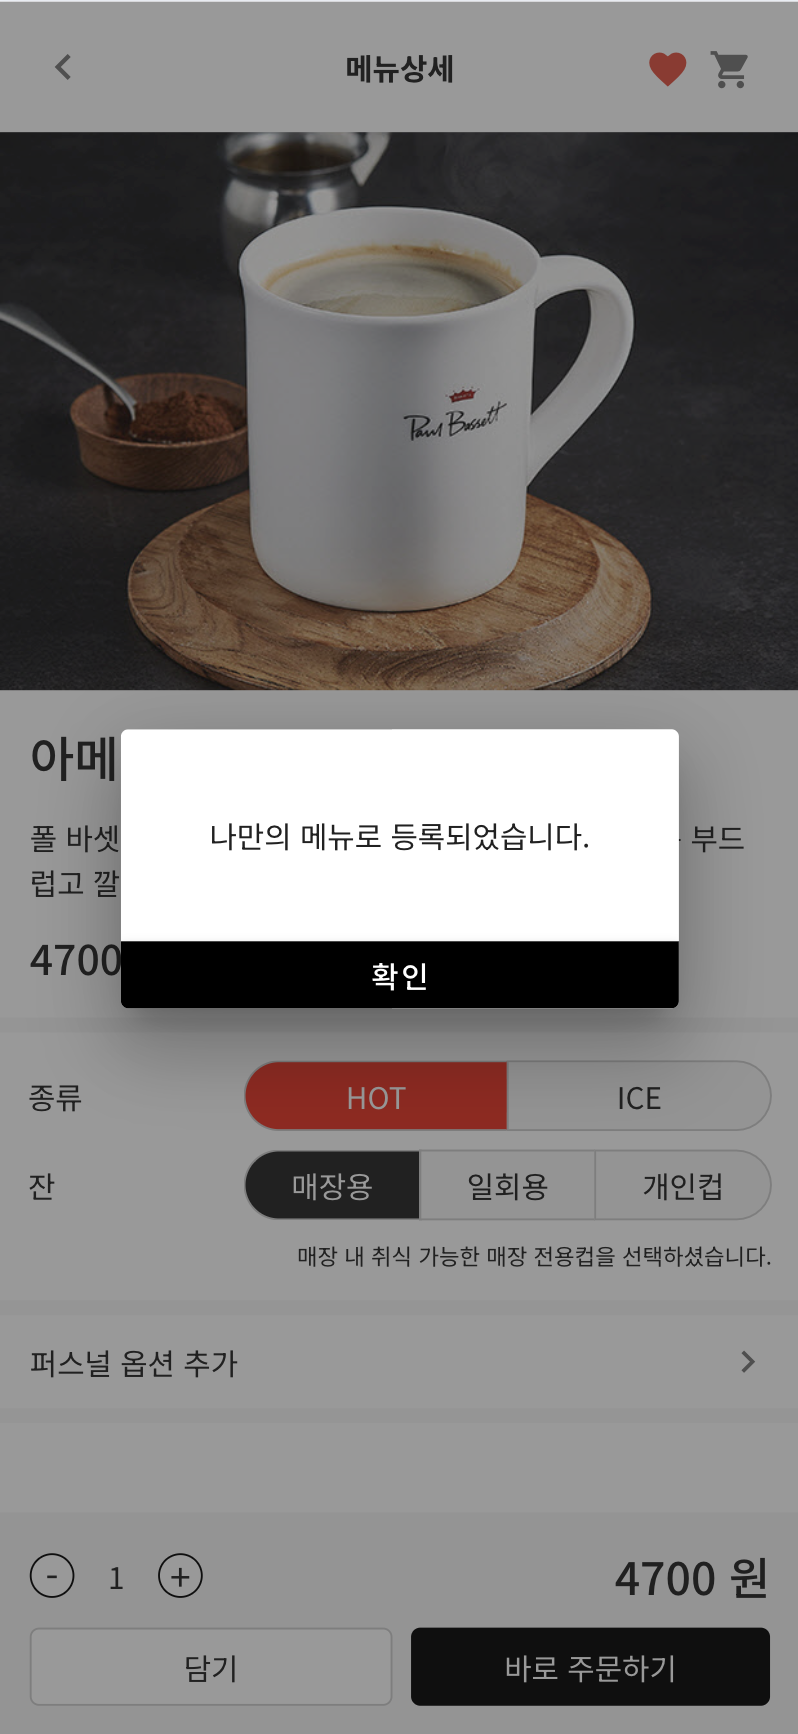 메뉴상세
Paul Bassett
아메
폴 바셋 부드
럽고 깔
4700
나만의 메뉴로 등록되었습니다.
확인
종류 HOT ICE
잔 매장용 일회용 개인컵
매장 내 취식 가능한 매장 전용컵을 선택하셨습니다.
퍼스널 옵션 추가
- 1 + 4700 원
담기 바로 주문하기